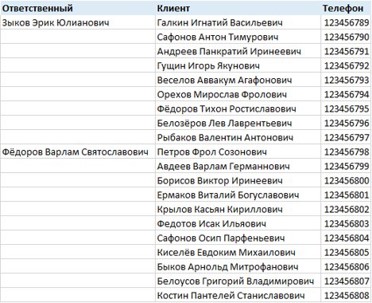 Ответственный Клиент Телефон
Зыков Эрик Юлианович Галкин Игнатий Васильевич 123456789
Сафонов Антон Тимурович 123456790
Андреев Панкратий Иринеевич 123456791
Гущин Игорь Якунович 123456792
Веселов Аввакум Агафонович 123456793
Орехов Мирослав Фролович 123456794
Фёдоров Тихон Ростиславович 123456795
Белозёров Лев Лаврентьевич 123456796
Рыбаков Валентин Антонович 123456797
Фёдоров Варлам Святославович Петров Фрол Созонович 123456798
Авдеев Варлам Германнович 123456799
Борисов Виктор Иринеевич 123456800
Ермаков Виталий Богуславович 123456801
Крылов Касьян Кириллович 123456802
Федотов Исак Ильяович 123456803
Сафонов Осип Парфеньевич 123456804
Киселёв Евдоким Михаилович 123456805
Быков Арнольд Митрофанович 123456806
Белоусов Григорий Владимирович 123456807
Костин Пантелей Станиславович 123456808